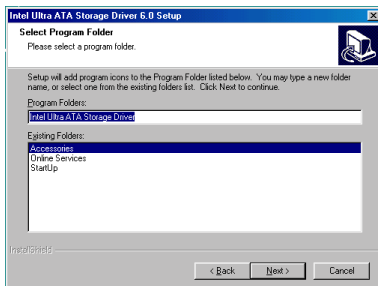 Intel Ultra ATA Storage Driver 6.0 Setup
Select Program Folder
Please select a program folder.
Setup will add program icons to the Program Folder listed below. You may type a new folder
name, or select one from the existing folders list. Click Next to continue.
Program Folders:
Intel Ultra ATA Storage Driver
Existing Folders:
Accessories
Online Services
StartUp
InstallShield
< Back
Next >
Cancel